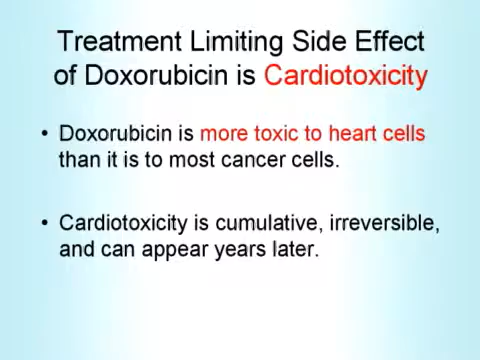 Treatment Limiting Side Effect
of Doxorubicin is Cardiotoxicity
• Doxorubicin is more toxic to heart cells
than it is to most cancer cells.
• Cardiotoxicity is cumulative, irreversible,
and can appear years later.